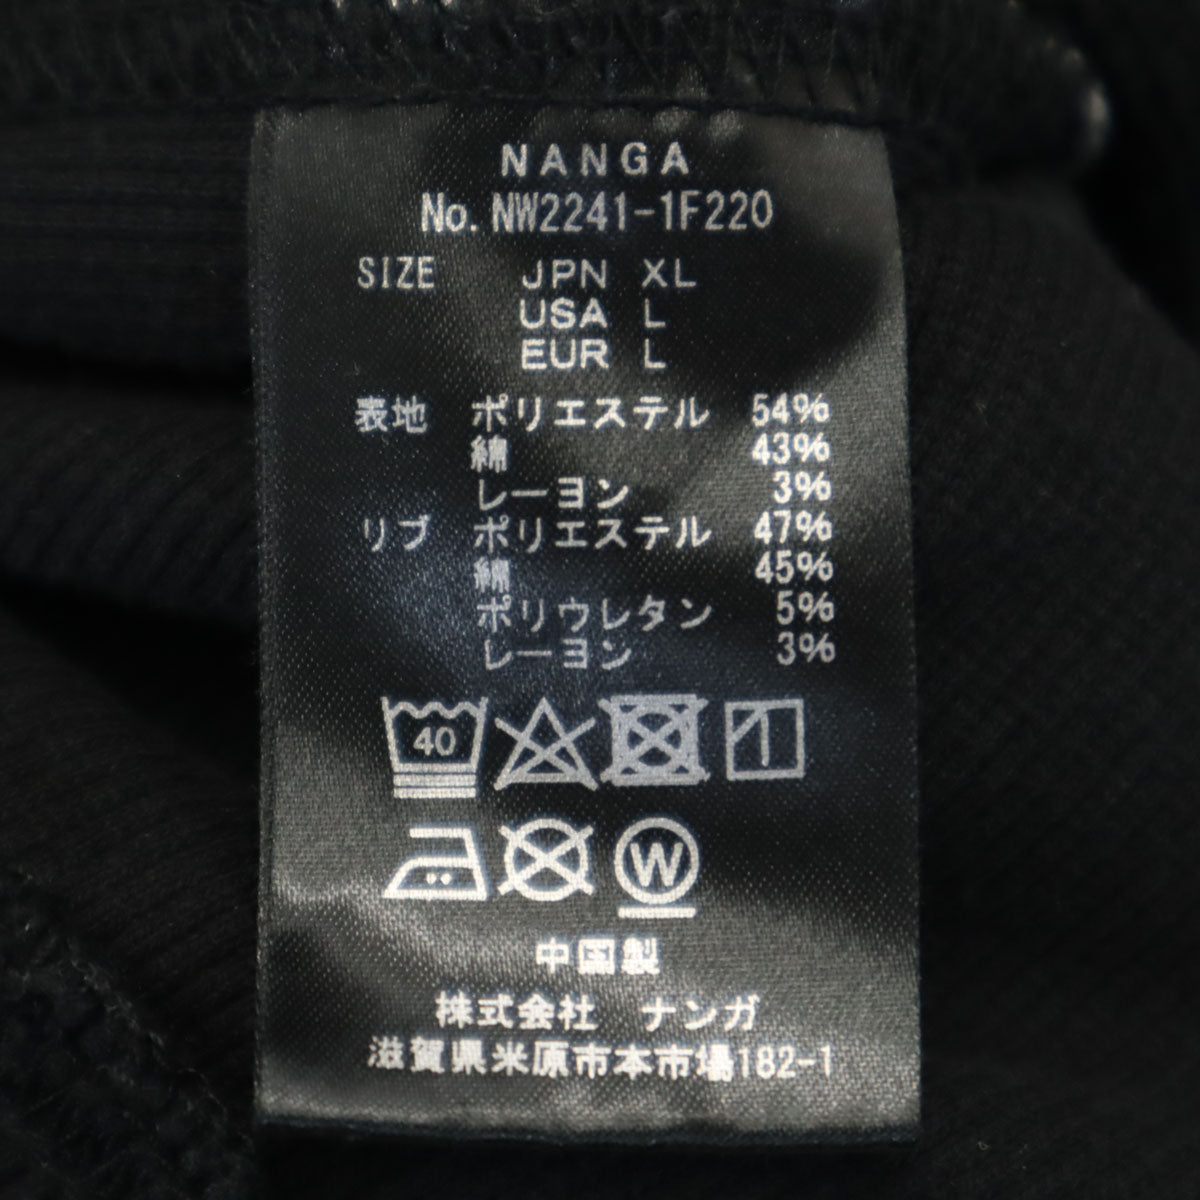 NANGA
No. NW2241-1F220
SIZE JPN XL
USA L
EUR L
表地 ポリエステル 54%
綿 43%
レーヨン 3%
リブ ポリエステル 47%
綿 45%
ポリウレタン 5%
レーヨン 3%
40
W
中国製
株式会社 ナンガ
滋賀県米原市本市場182-1